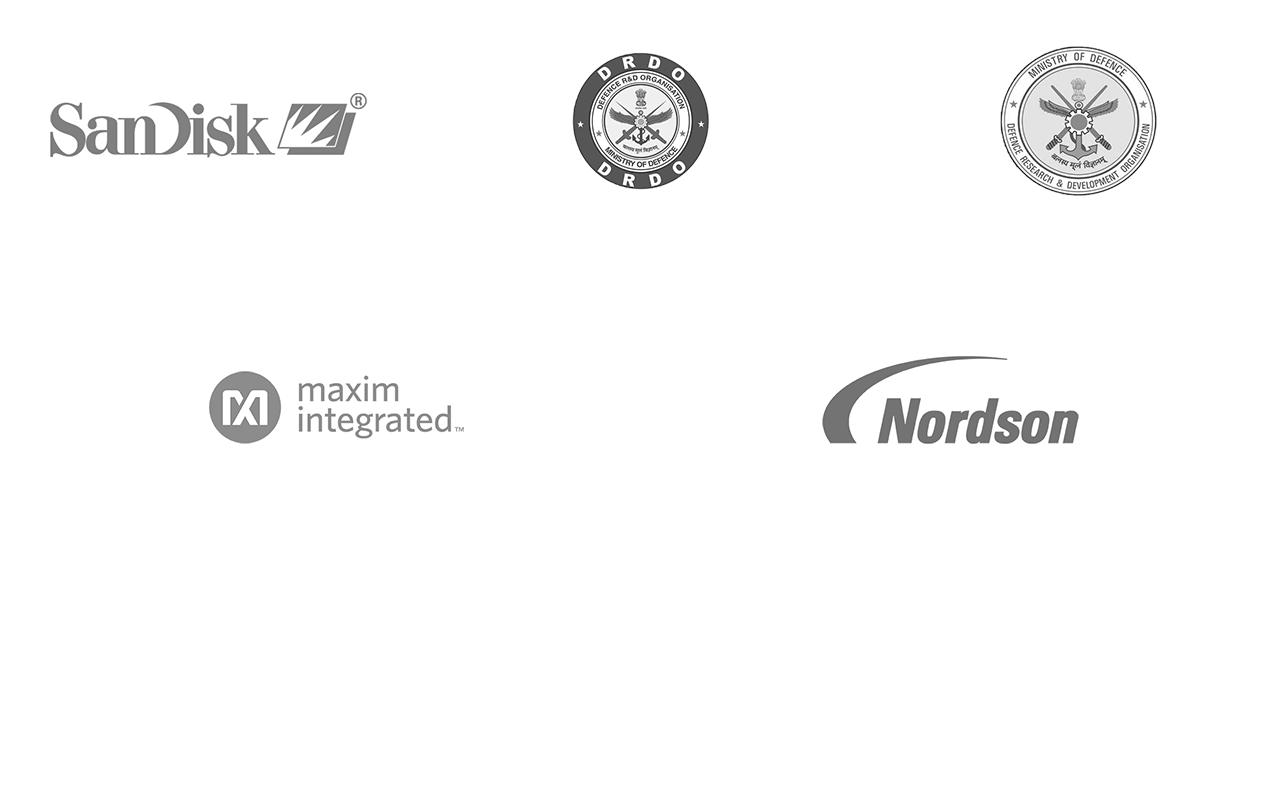 SanDisk ®
DRDO
DEFENCE R&D ORGANISATION
बलस्य मूलं विज्ञानम्
MINISTRY OF DEFENCE
DRDO
MINISTRY OF DEFENCE
बलस्य मूलं विज्ञानम्
DEFENCE RESEARCH & DEVELOPMENT ORGANISATION
maxim
integrated™
Nordson